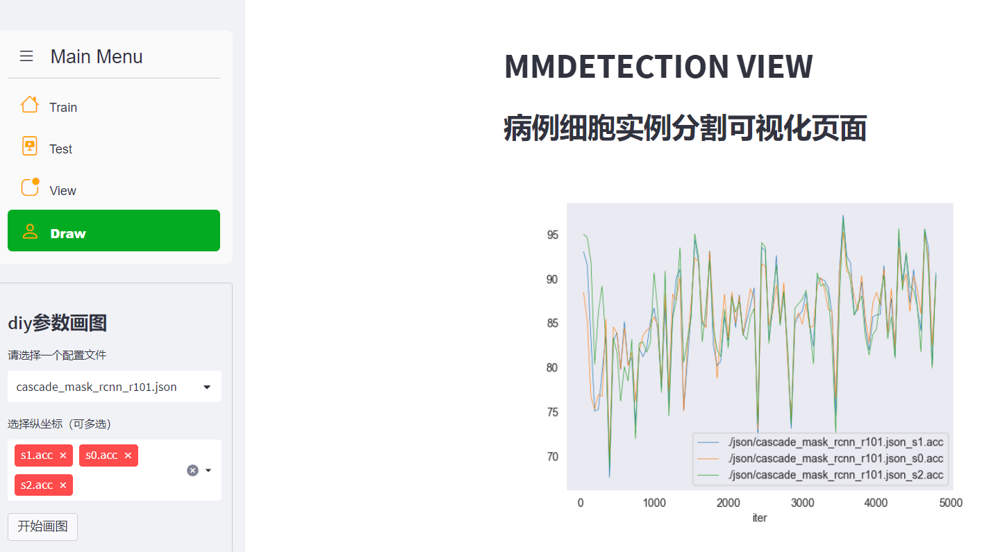 Main Menu
Train
Test
View
Draw
diy参数画图
请选择一个配置文件
cascade_mask_rcnn_r101.json
选择纵坐标（可多选）
s1.acc ×
s0.acc ×
s2.acc ×
开始画图
MMDETECTION VIEW
病例细胞实例分割可视化页面
95
90
85
80
75
70
./json/cascade_mask_rcnn_r101.json_s1.acc
./json/cascade_mask_rcnn_r101.json_s0.acc
./json/cascade_mask_rcnn_r101.json_s2.acc
0 1000 2000 3000 4000 5000
iter